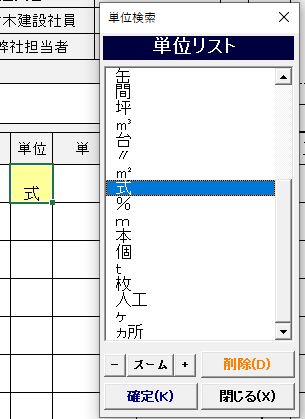 木建設社員
弊社担当者
単位
単
式
単位検索
単位リスト
缶
間
坪
m³
台
〃
m²
式
%
m
本
個
t
枚
人工
ヶ
ヵ所
-
ズーム
+
削除(D)
確定(K)
閉じる(X)